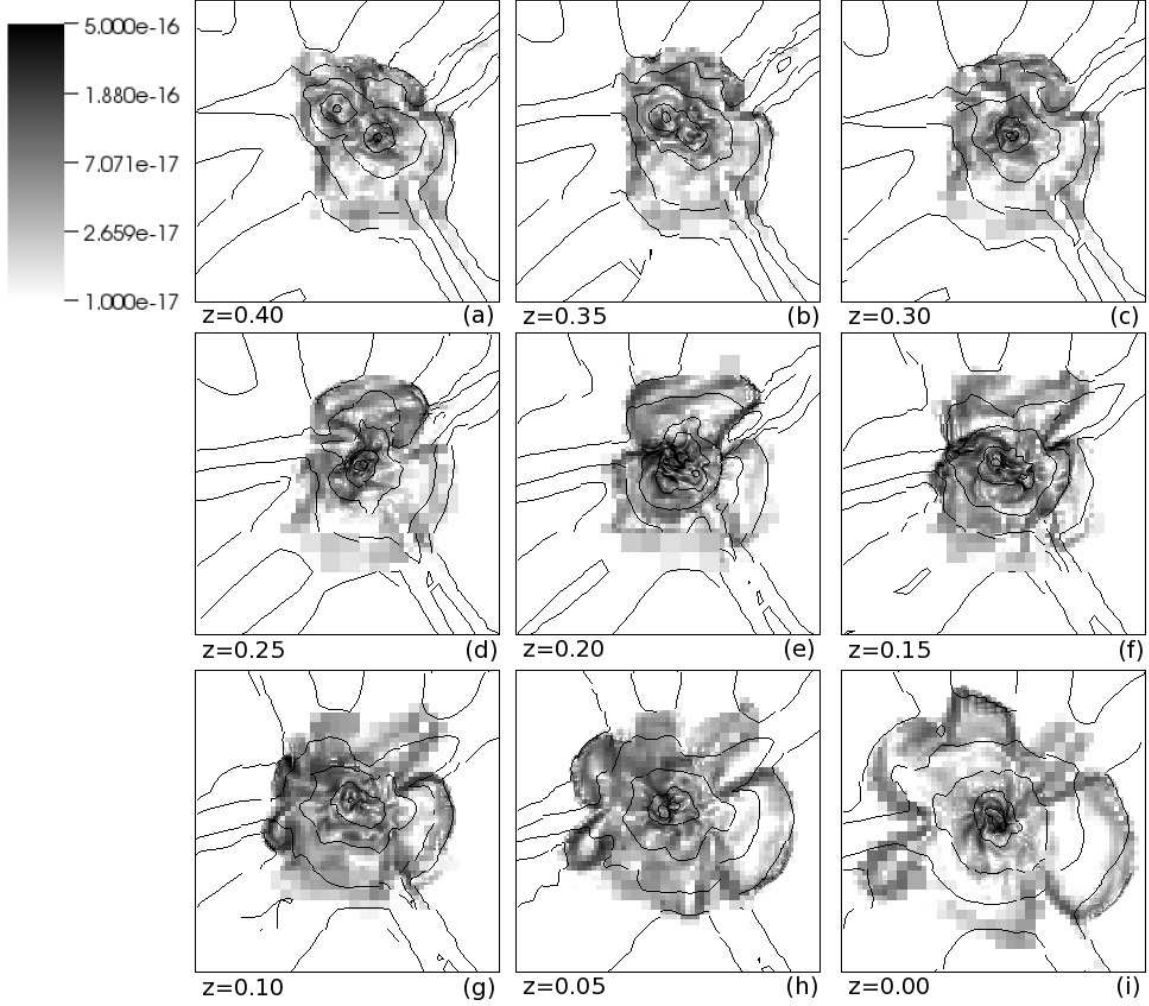 5.000e-16
1.880e-16
7.071e-17
2.659e-17
1.000e-17
z=0.40 (a)
z=0.35 (b)
z=0.30 (c)
z=0.25 (d)
z=0.20 (e)
z=0.15 (f)
z=0.10 (g)
z=0.05 (h)
z=0.00 (i)